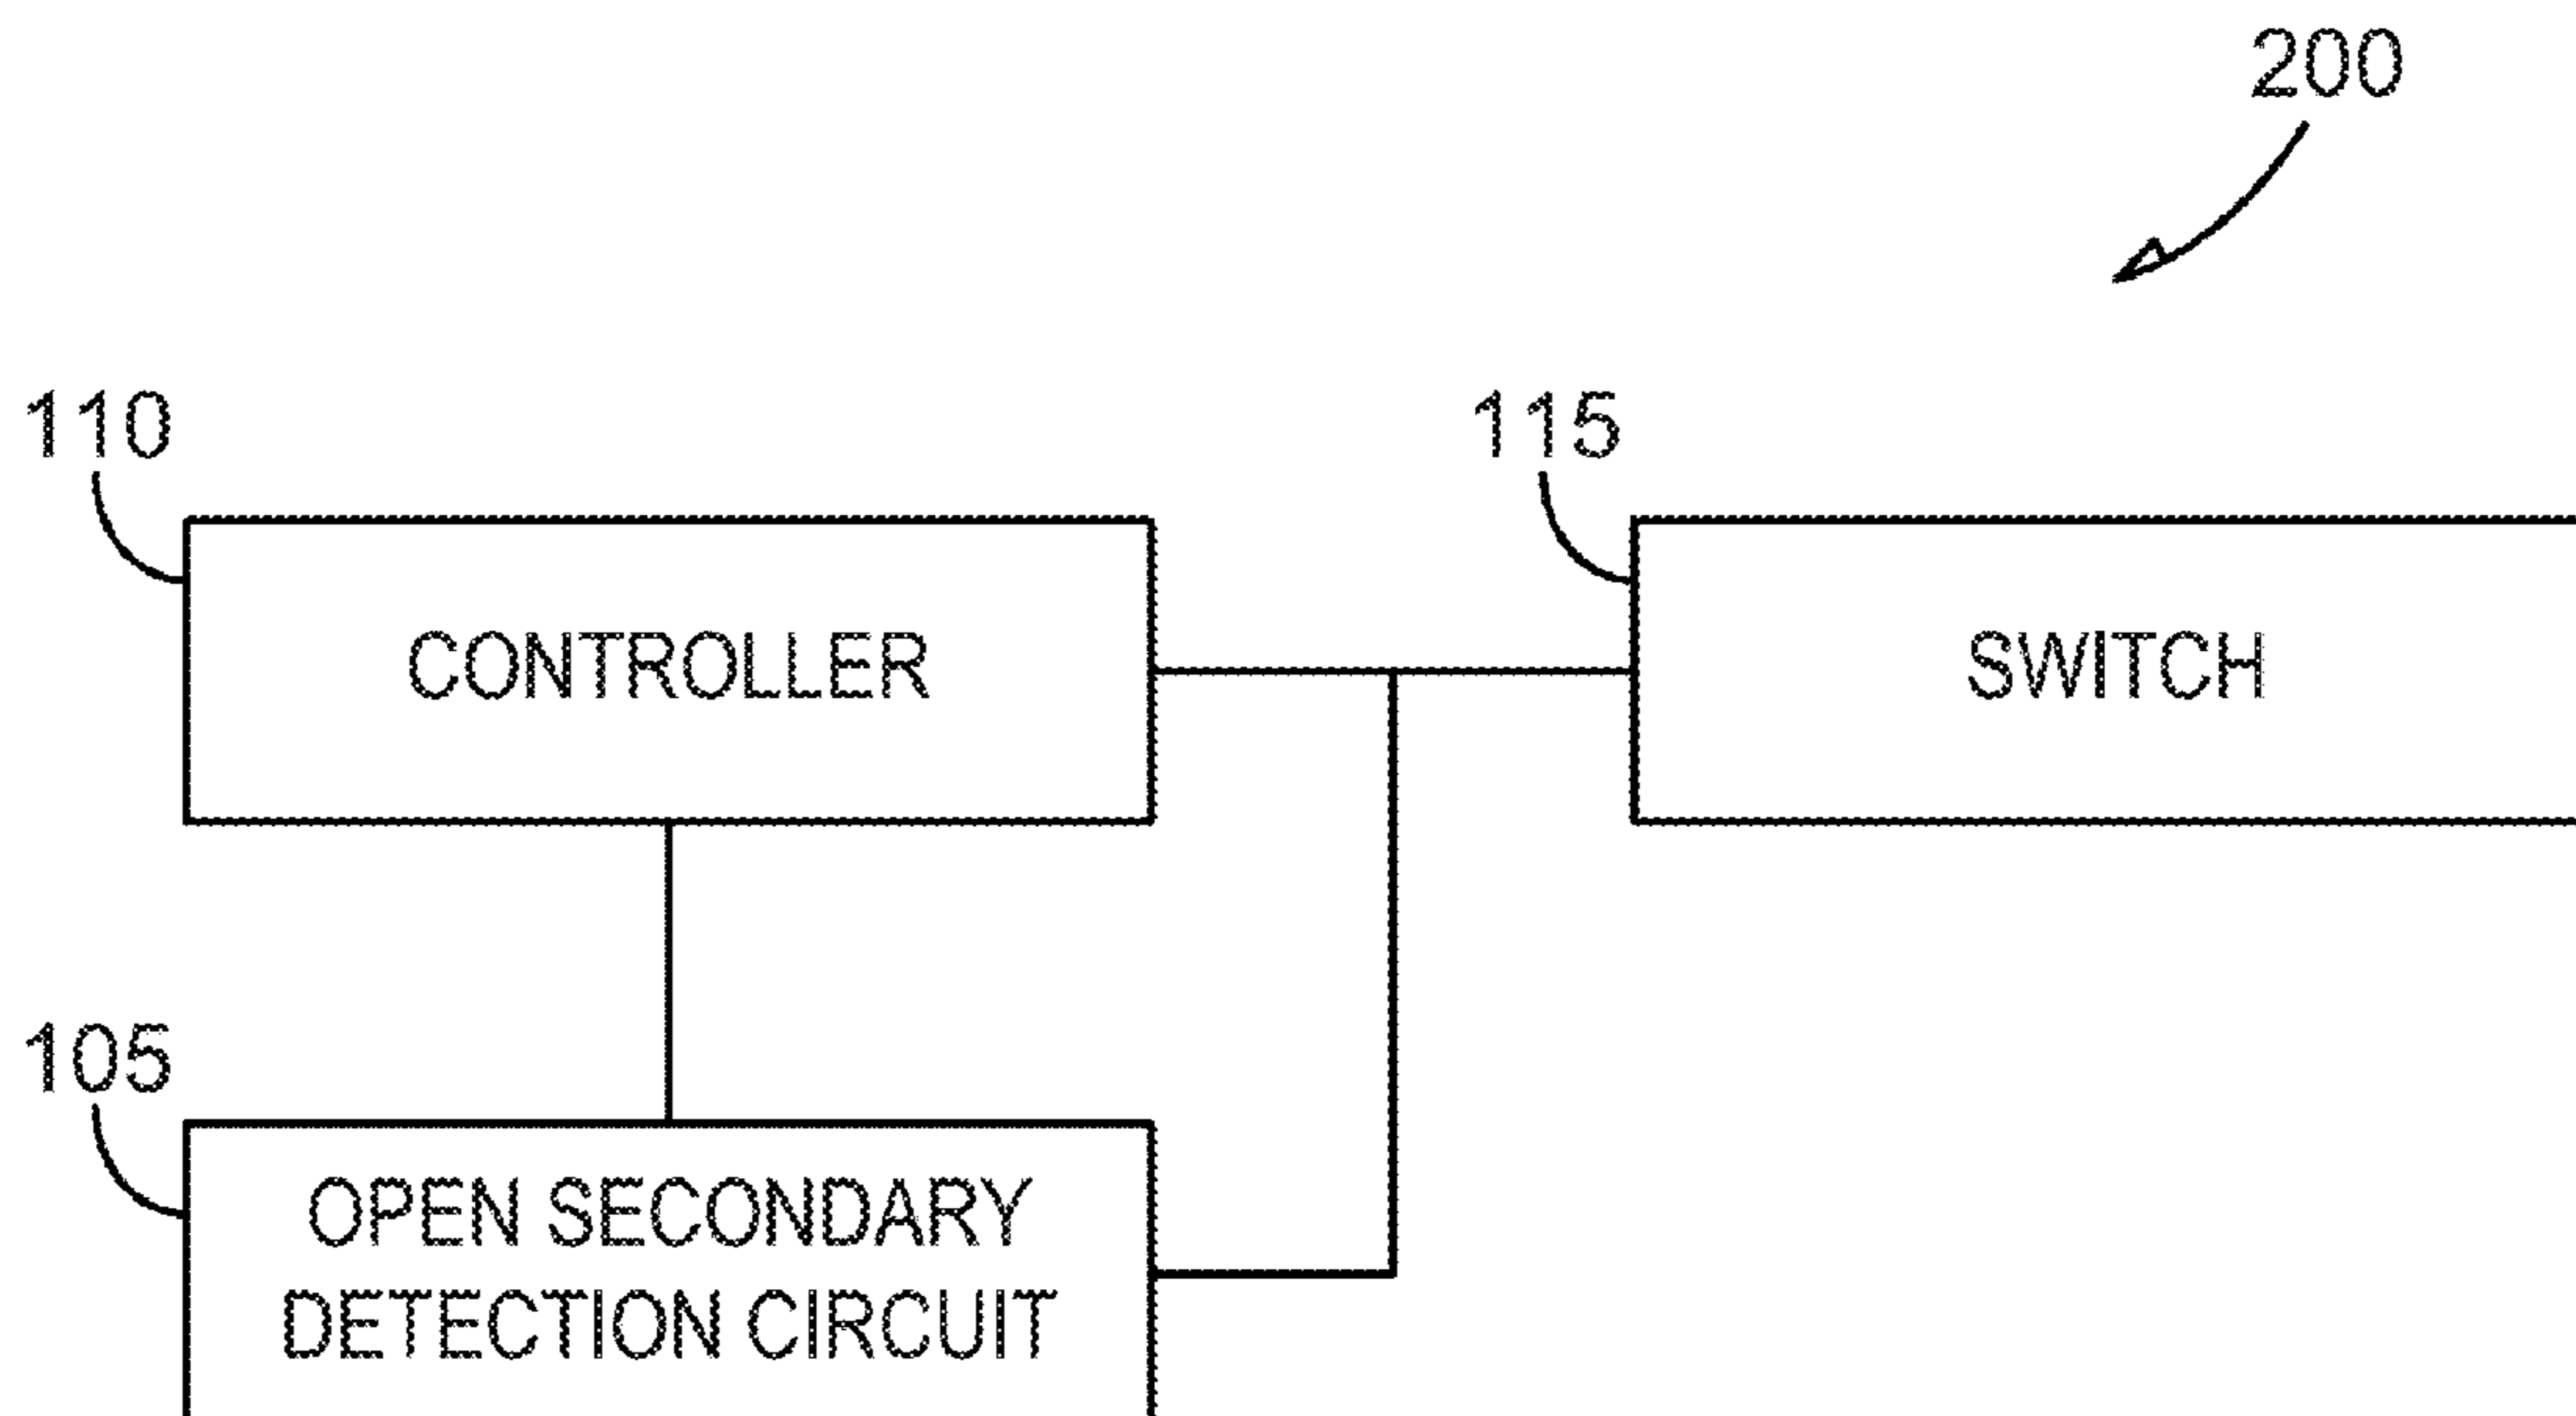 200
110
115
CONTROLLER
SWITCH
105
OPEN SECONDARY
DETECTION CIRCUIT